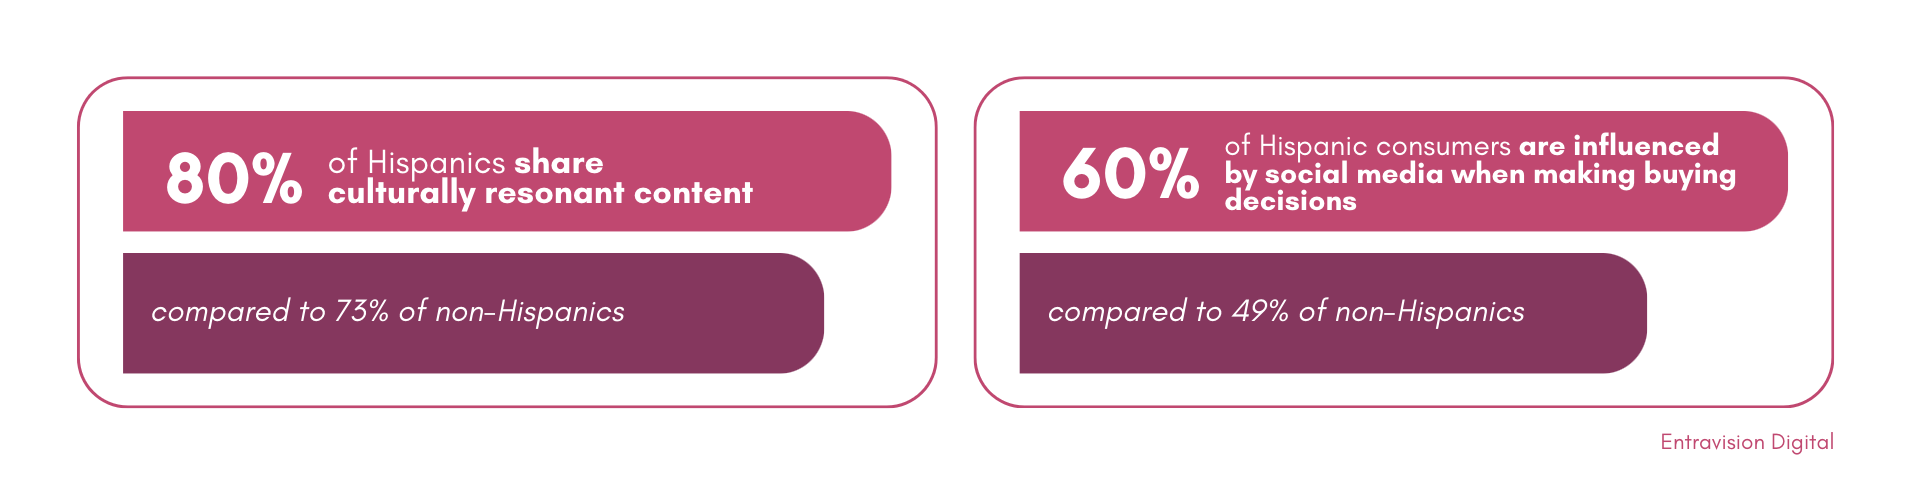 80%
of Hispanics share
culturally resonant content
compared to 73% of non-Hispanics
60%
of Hispanic consumers are influenced
by social media when making buying
decisions
compared to 49% of non-Hispanics
Entravision Digital